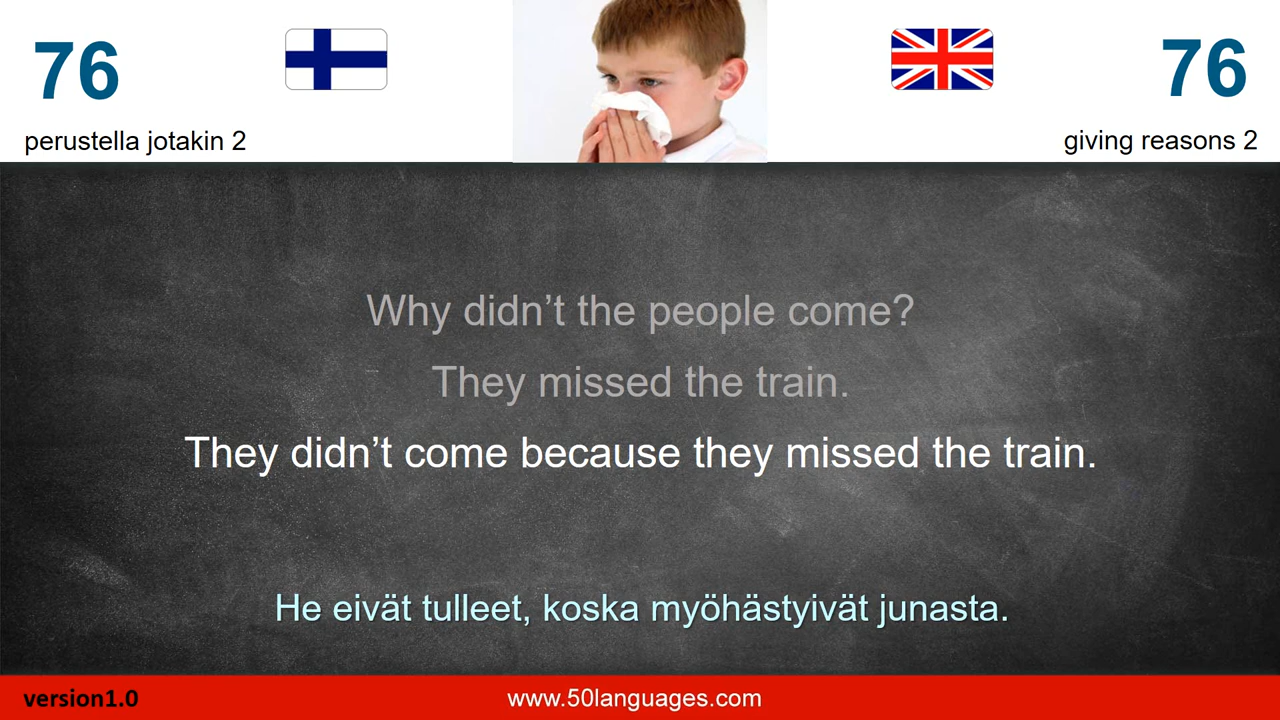 76
76
perustella jotakin 2
giving reasons 2
Why didn’t the people come?
They missed the train.
They didn’t come because they missed the train.
He eivät tulleet, koska myöhästyivät junasta.
version1.0
www.50languages.com